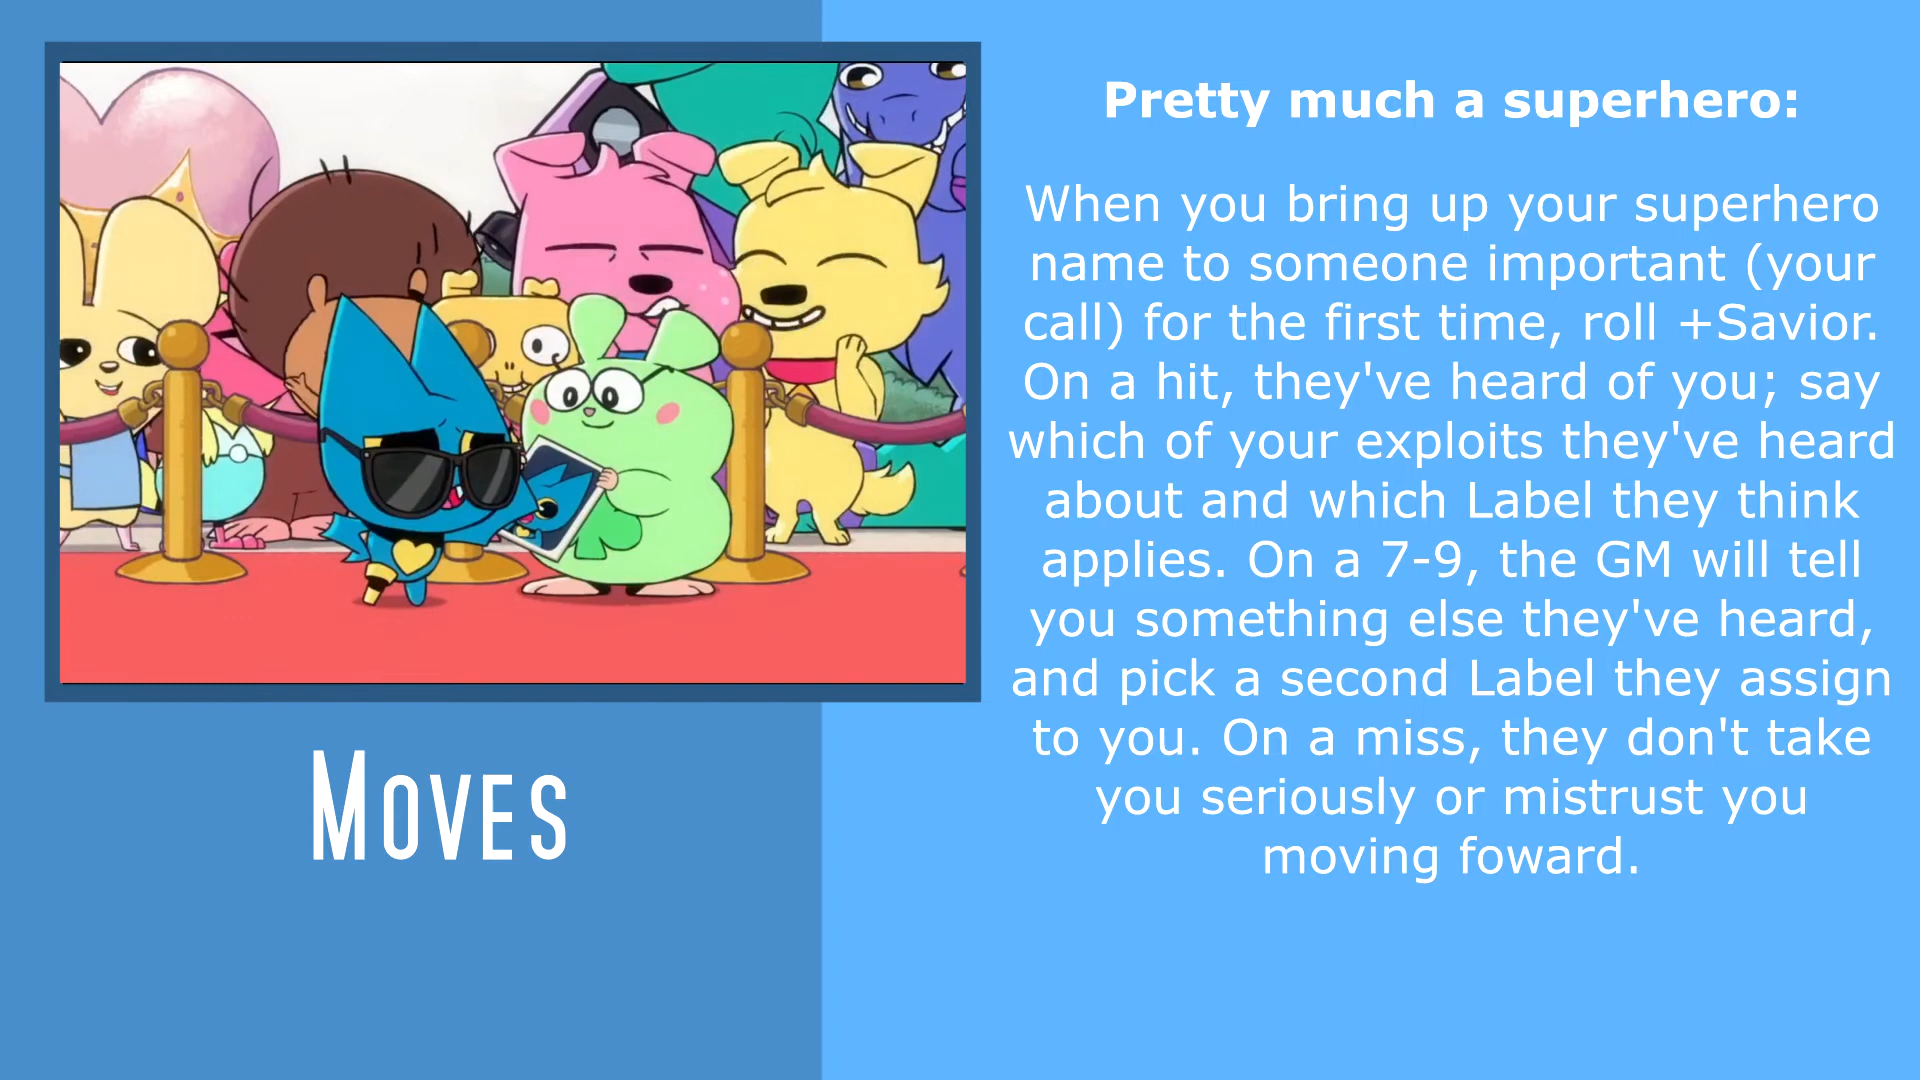 Pretty much a superhero:
When you bring up your superhero
name to someone important (your
call) for the first time, roll +Savior.
On a hit, they've heard of you; say
which of your exploits they've heard
about and which Label they think
applies. On a 7-9, the GM will tell
you something else they've heard,
and pick a second Label they assign
to you. On a miss, they don't take
you seriously or mistrust you
moving foward.
Moves